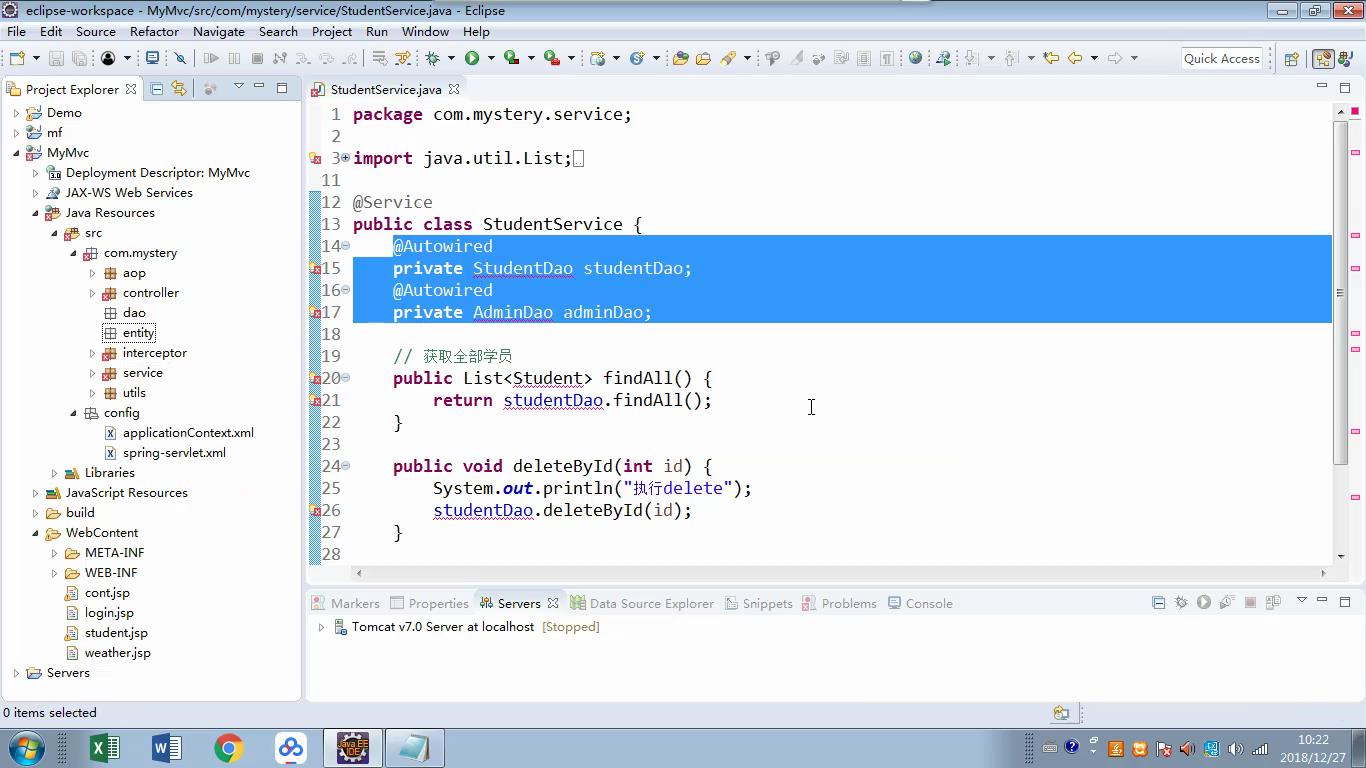 eclipse-workspace - MyMvc/src/com/mystery/service/StudentService.java - Eclipse
File Edit Source Refactor Navigate Search Project Run Window Help
Quick Access
Project Explorer
Demo
mf
MyMvc
Deployment Descriptor: MyMvc
JAX-WS Web Services
Java Resources
src
com.mystery
aop
controller
dao
entity
interceptor
service
utils
config
applicationContext.xml
spring-servlet.xml
Libraries
JavaScript Resources
build
WebContent
META-INF
WEB-INF
cont.jsp
login.jsp
student.jsp
weather.jsp
Servers
StudentService.java
1 package com.mystery.service;
2
3 import java.util.List;
11
12 @Service
13 public class StudentService {
14 @Autowired
15 private StudentDao studentDao;
16 @Autowired
17 private AdminDao adminDao;
18
19 // 获取全部学员
20 public List<Student> findAll() {
21 return studentDao.findAll();
22 }
23
24 public void deleteById(int id) {
25 System.out.println("执行delete");
26 studentDao.deleteById(id);
27 }
28
Markers Properties Servers Data Source Explorer Snippets Problems Console
Tomcat v7.0 Server at localhost [Stopped]
0 items selected
Java EE
IDE
10:22
2018/12/27